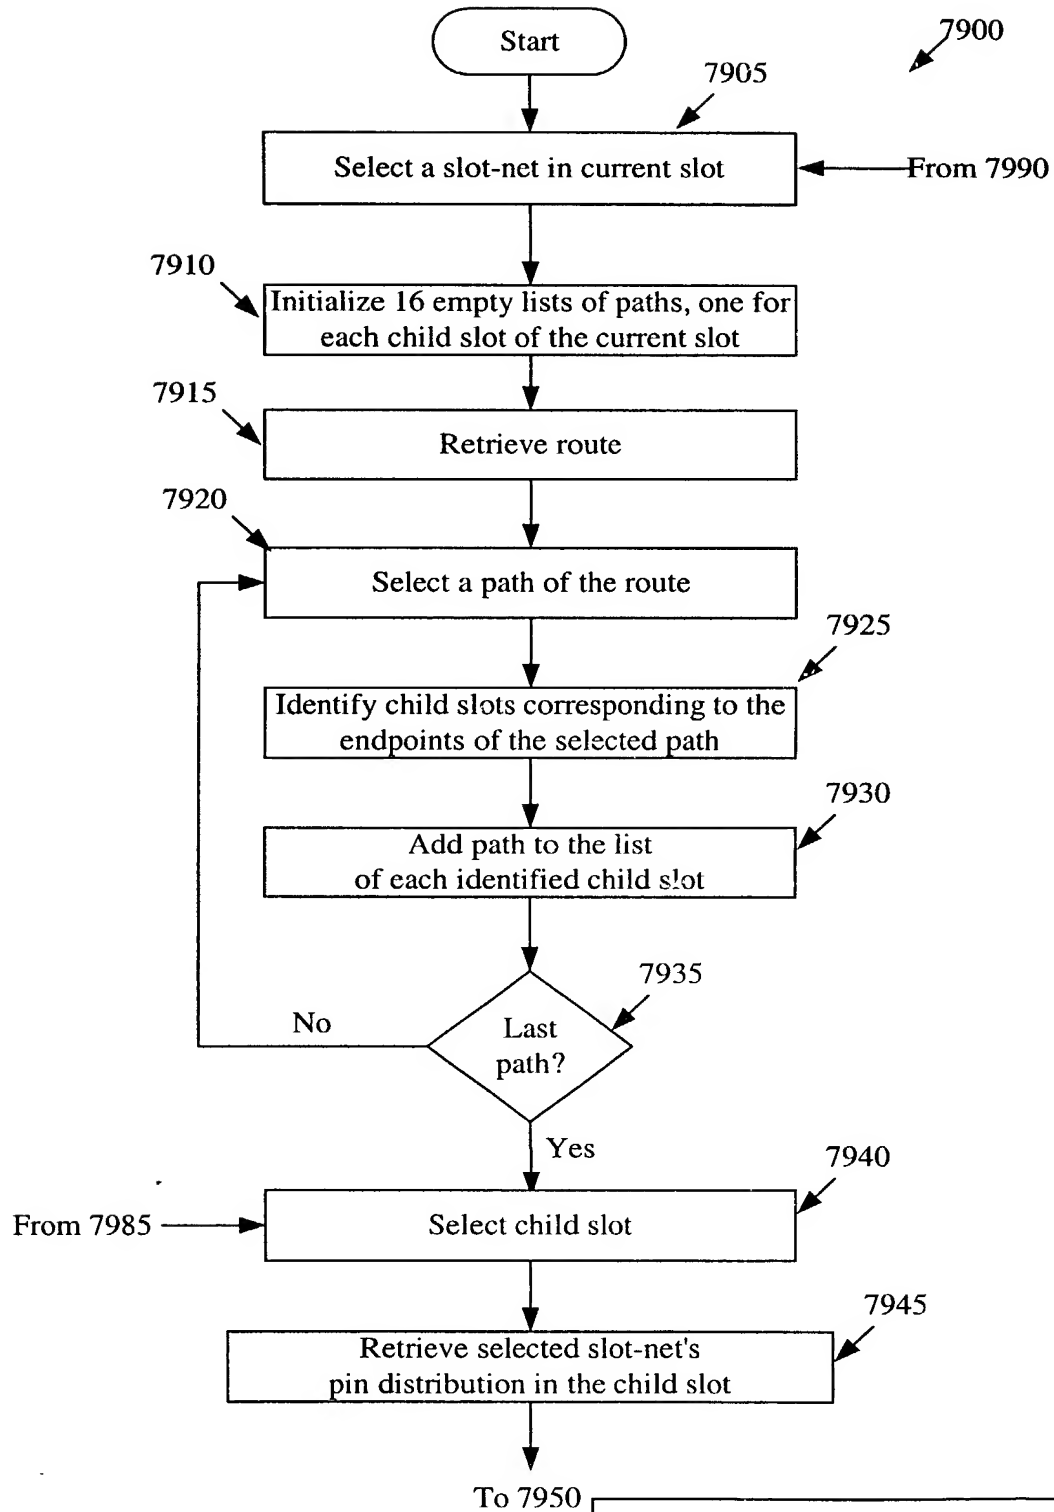 Start
7900
7905
Select a slot-net in current slot
From 7990
7910
Initialize 16 empty lists of paths, one for
each child slot of the current slot
7915
Retrieve route
7920
Select a path of the route
7925
Identify child slots corresponding to the
endpoints of the selected path
7930
Add path to the list
of each identified child slot
7935
Last
path?
No
Yes
7940
From 7985
Select child slot
7945
Retrieve selected slot-net's
pin distribution in the child slot
To 7950